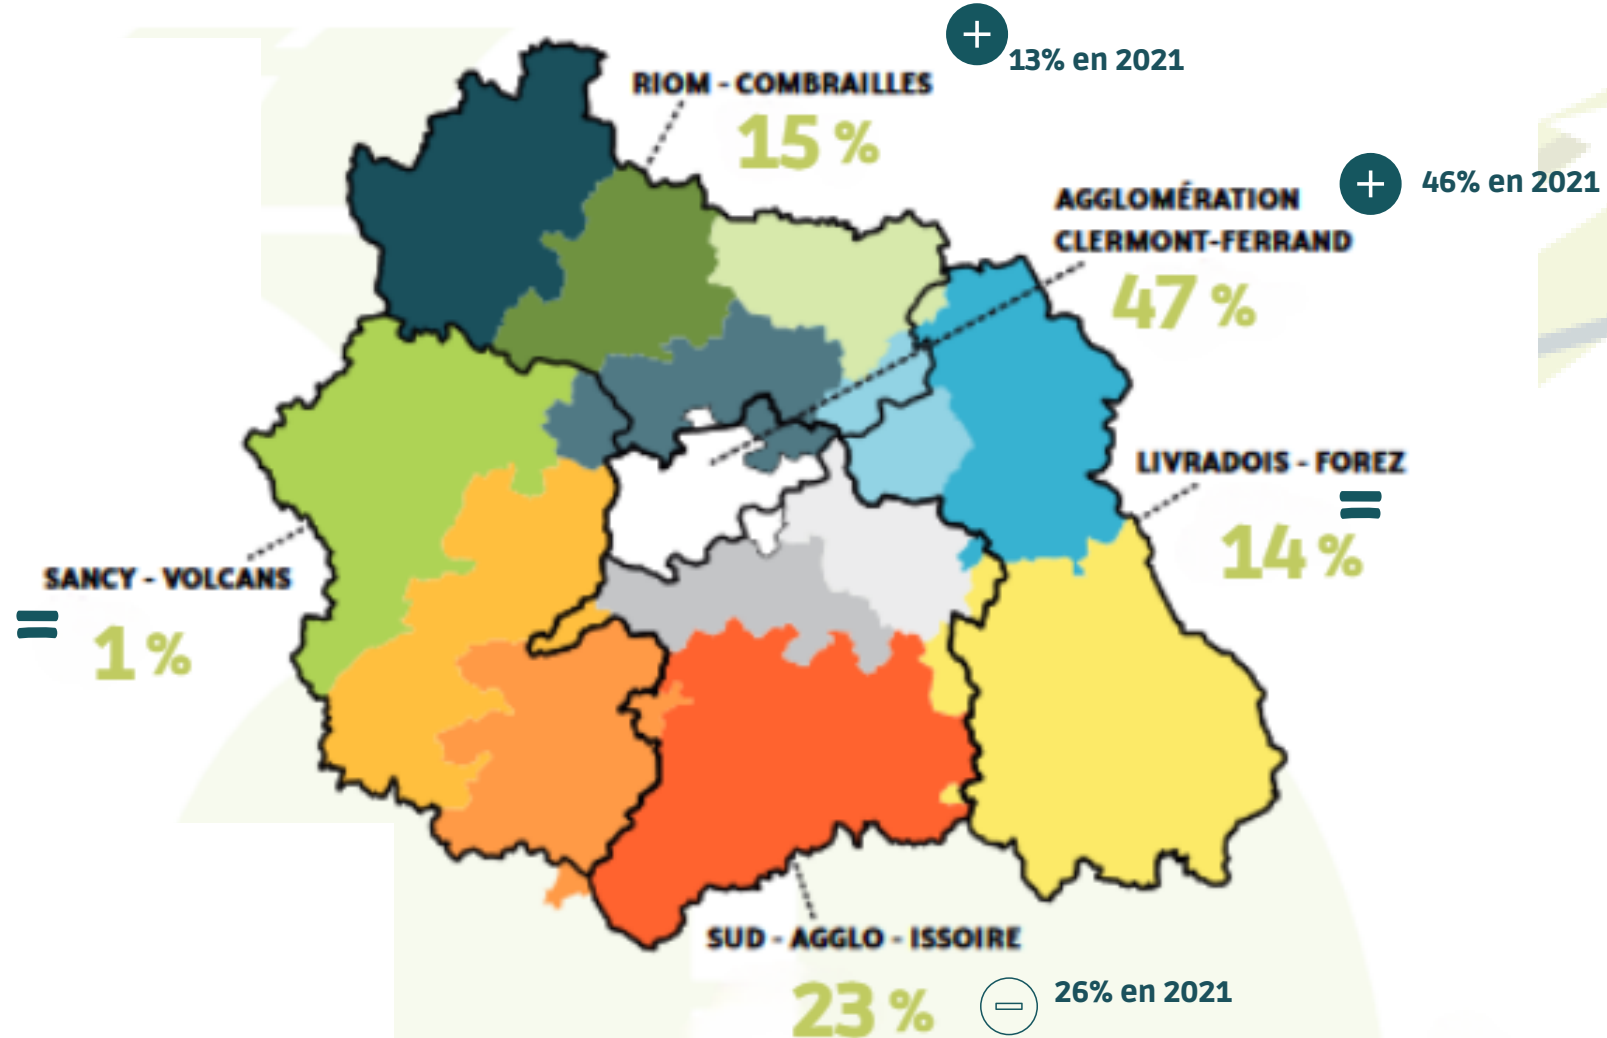 13% en 2021
RIOM - COMBRAILLES
15 %
46% en 2021
AGGLOMÉRATION
CLERMONT-FERRAND
47 %
LIVRADOIS - FOREZ
14 %
SANCY - VOLCANS
1 %
SUD - AGGLO - ISSOIRE
23 %
26% en 2021